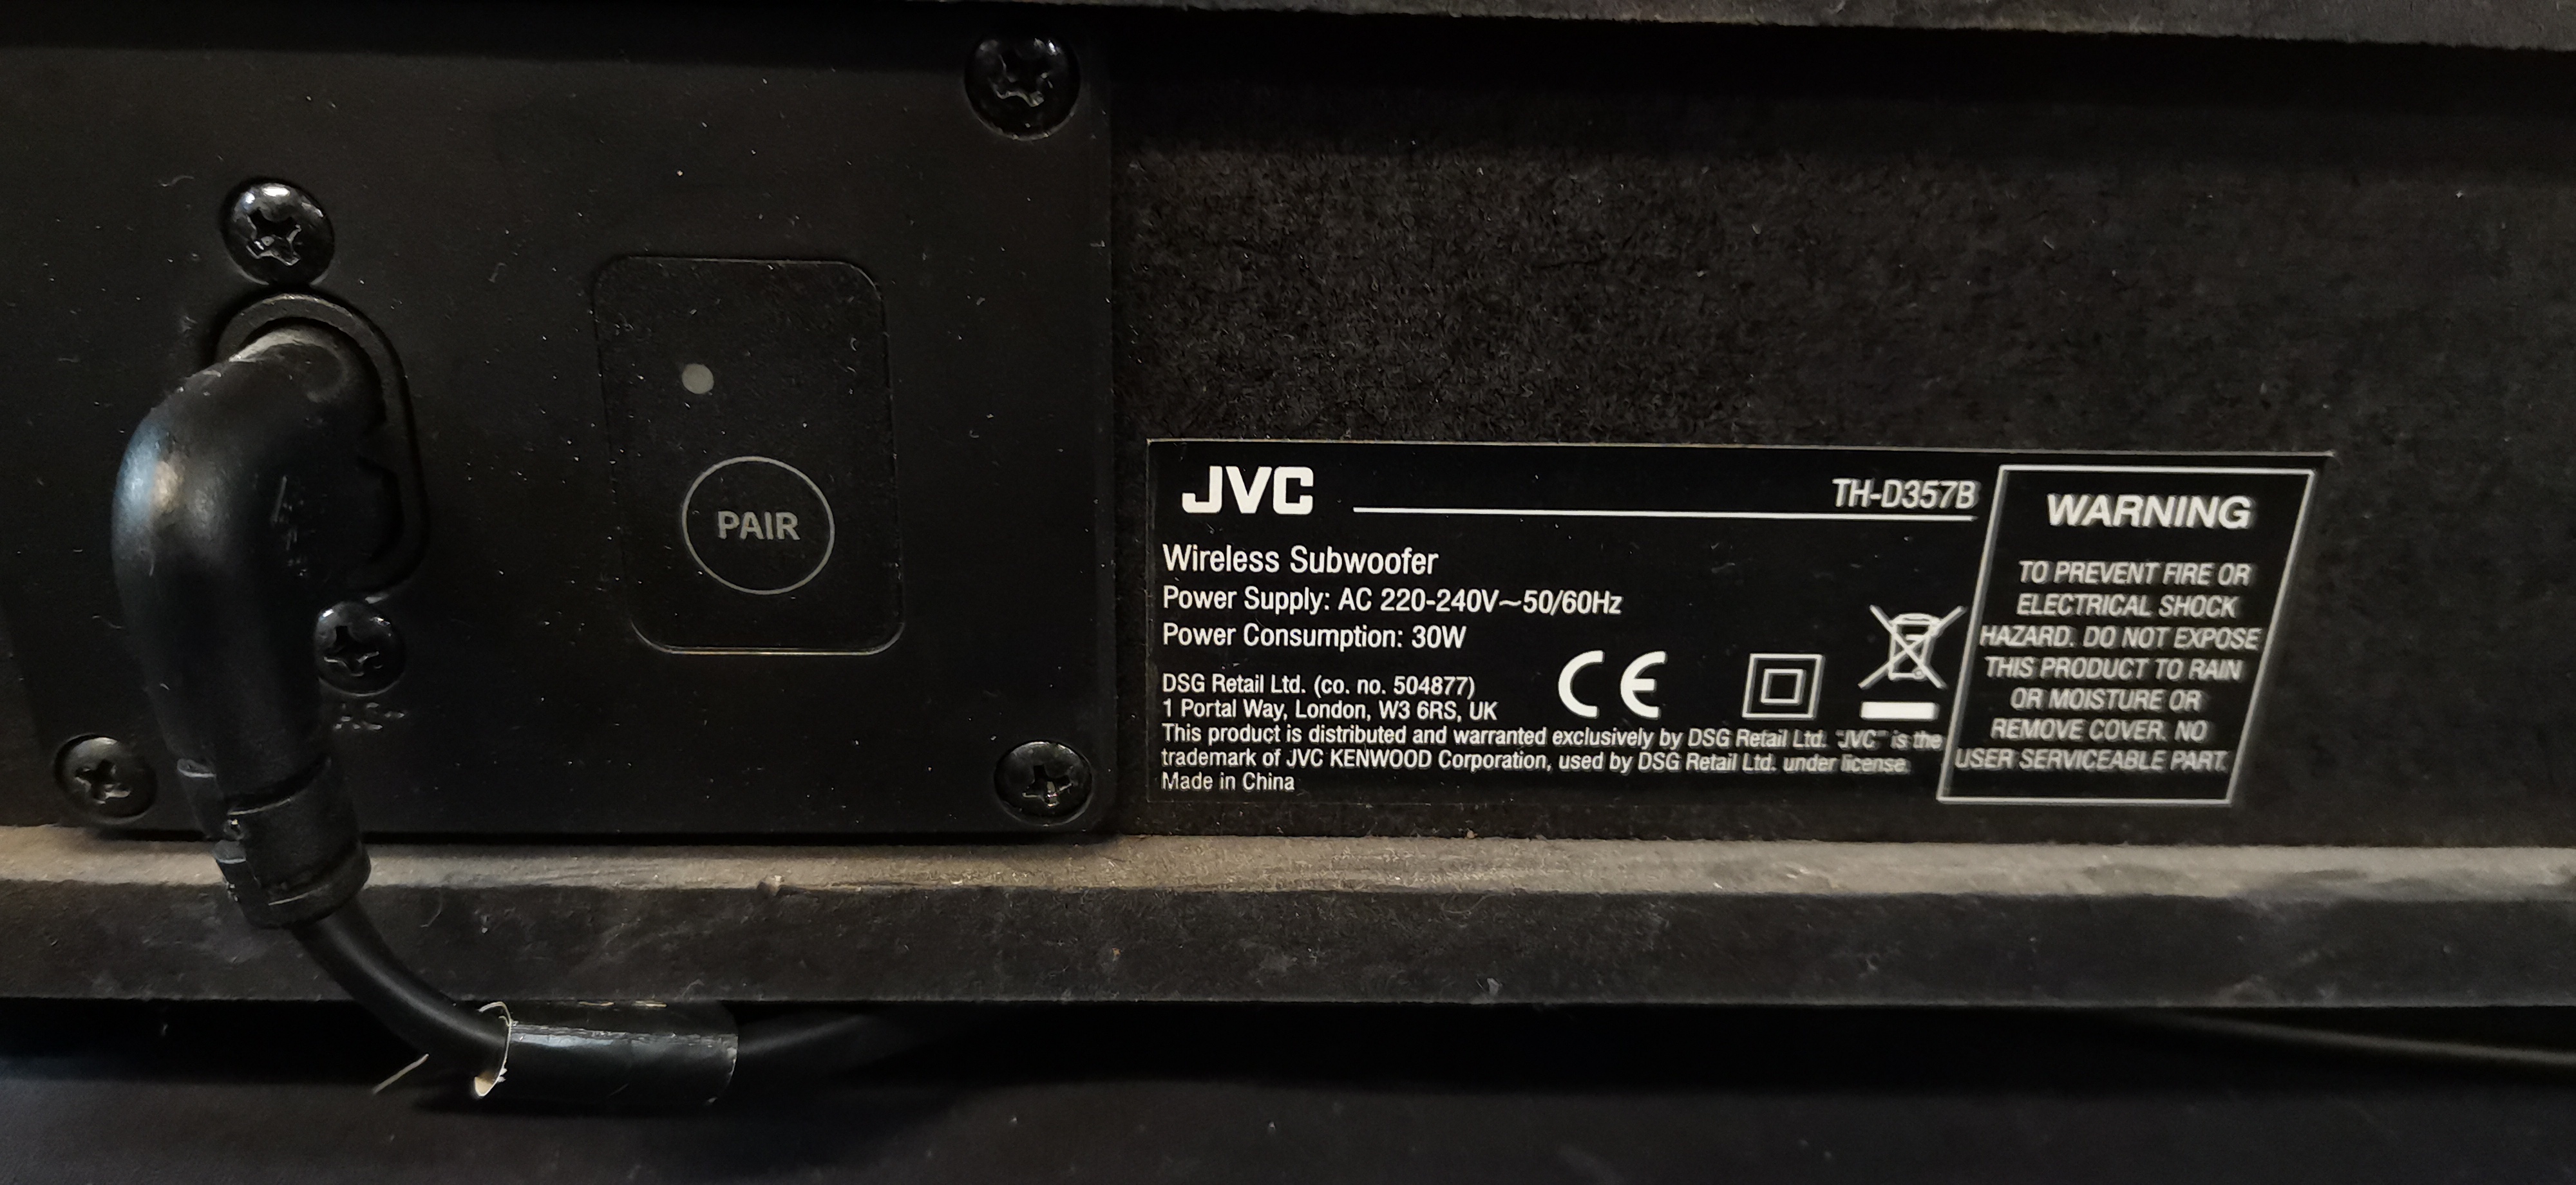 PAIR
AC~
JVC
TH-D357B
Wireless Subwoofer
Power Supply: AC 220-240V~50/60Hz
Power Consumption: 30W
CE
DSG Retail Ltd. (co. no. 504877)
1 Portal Way, London, W3 6RS, UK
This product is distributed and warranted exclusively by DSG Retail Ltd. "JVC" is the
trademark of JVC KENWOOD Corporation, used by DSG Retail Ltd. under license.
Made in China
WARNING
TO PREVENT FIRE OR
ELECTRICAL SHOCK
HAZARD. DO NOT EXPOSE
THIS PRODUCT TO RAIN
OR MOISTURE OR
REMOVE COVER. NO
USER SERVICEABLE PART.